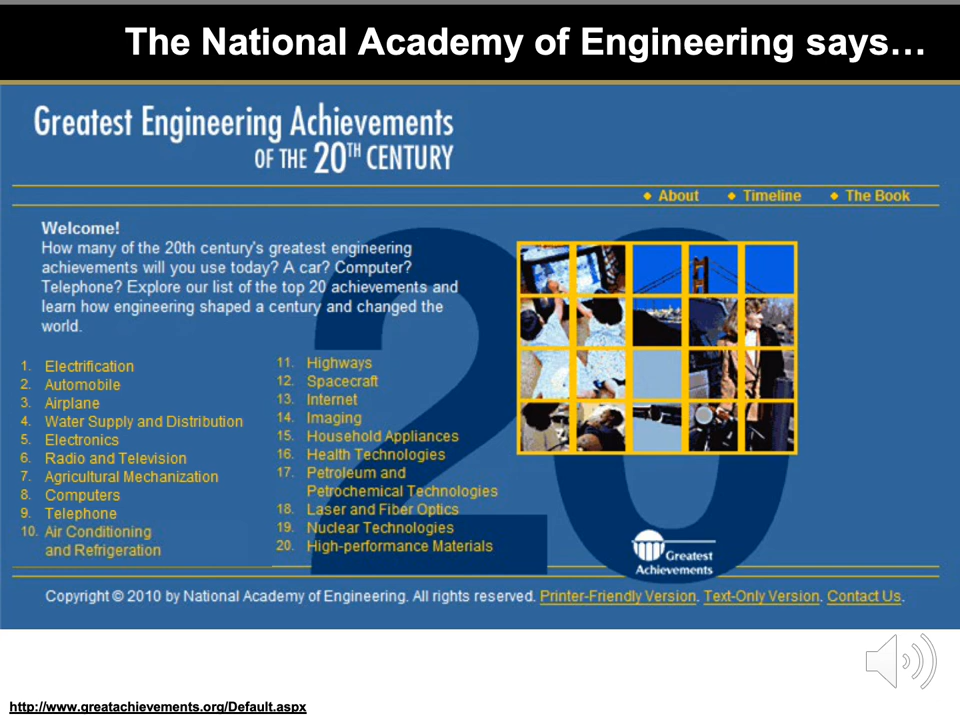 The National Academy of Engineering says…
Greatest Engineering Achievements
OF THE 20TH CENTURY
About
Timeline
The Book
Welcome!
How many of the 20th century's greatest engineering
achievements will you use today? A car? Computer?
Telephone? Explore our list of the top 20 achievements and
learn how engineering shaped a century and changed the
world.
1. Electrification
2. Automobile
3. Airplane
4. Water Supply and Distribution
5. Electronics
6. Radio and Television
7. Agricultural Mechanization
8. Computers
9. Telephone
10. Air Conditioning
and Refrigeration
11. Highways
12. Spacecraft
13. Internet
14. Imaging
15. Household Appliances
16. Health Technologies
17. Petroleum and
Petrochemical Technologies
18. Laser and Fiber Optics
19. Nuclear Technologies
20. High-performance Materials
20
Greatest
Achievements
Copyright © 2010 by National Academy of Engineering. All rights reserved. Printer-Friendly Version. Text-Only Version. Contact Us.
http://www.greatachievements.org/Default.aspx